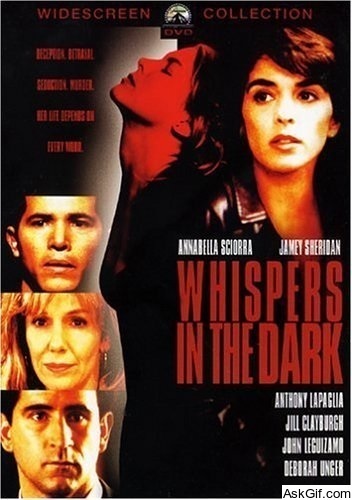 WIDESCREEN COLLECTION
DVD
DECEPTION. BETRAYAL.
SEDUCTION. MURDER.
HER LIFE DEPENDS ON
EVERY WORD.
ANNABELLA SCIORRA JAMEY SHERIDAN
WHISPERS
IN THE DARK
ANTHONY LAPAGLIA
JILL CLAYBURGH
JOHN LEGUIZAMO
DEBORAH UNGER
AskGif.com